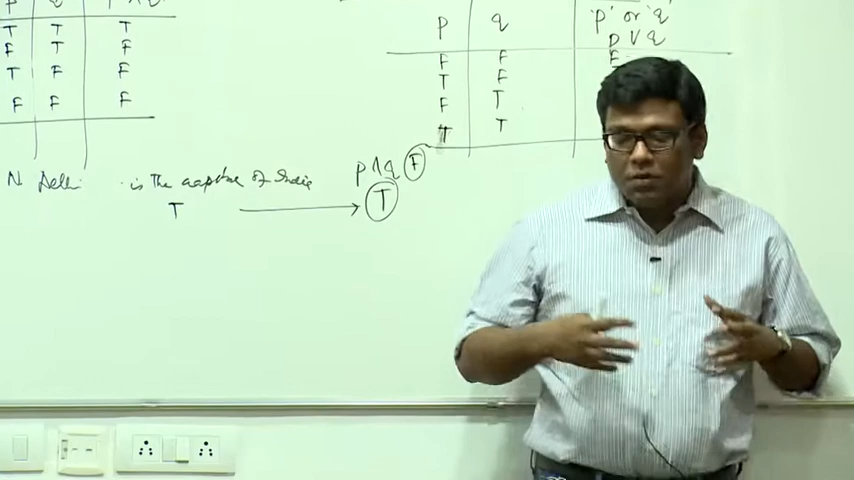 P Q P ∧ Q
T T T
F T F
T F F
F F F
N Delhi is the capital of India
T
p ∧ q F
T
P Q 'p' or 'q'
p ∨ q
F F F
T F
F T
T T